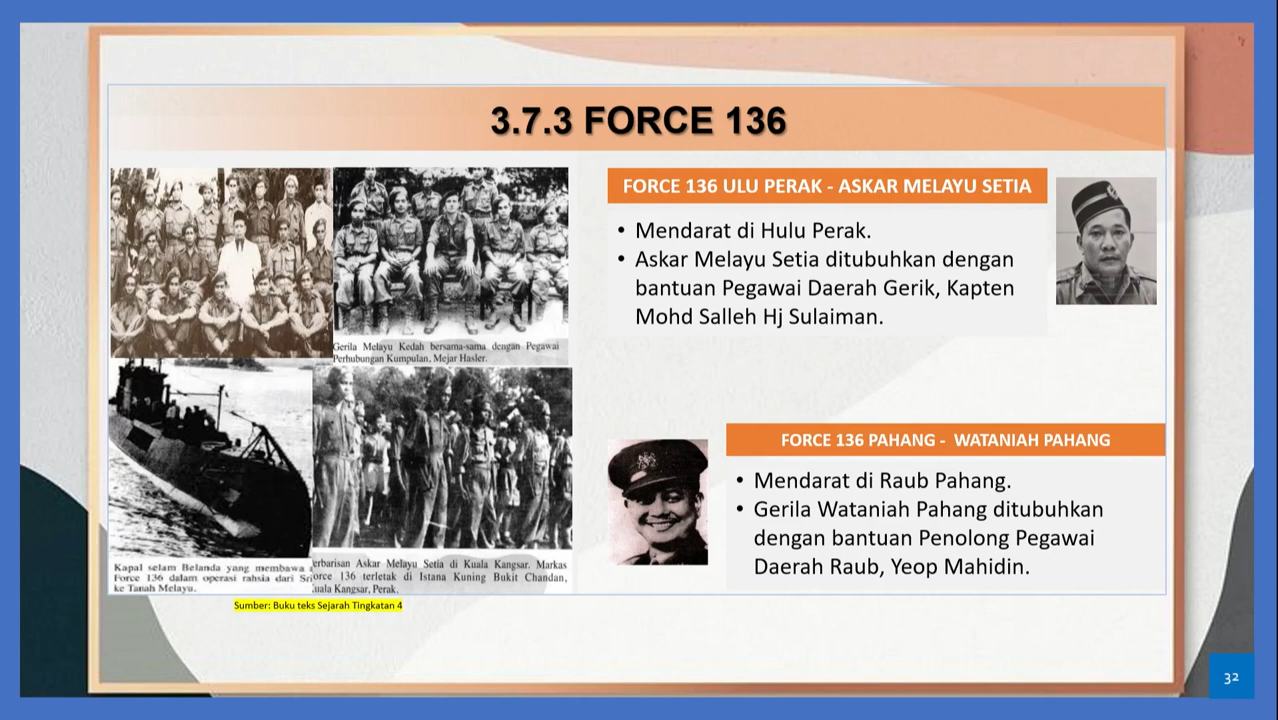 3.7.3 FORCE 136
Gerila Melayu Kedah bersama-sama dengan Pegawai
Perhubungan Kumpulan, Mejar Hasler.
Kapal selam Belanda yang membawa
Force 136 dalam operasi rahsia dari Sri
ke Tanah Melayu.
erbarisan Askar Melayu Setia di Kuala Kangsar. Markas
orce 136 terletak di Istana Kuning Bukit Chandan,
uala Kangsar, Perak.
Sumber: Buku teks Sejarah Tingkatan 4
FORCE 136 ULU PERAK - ASKAR MELAYU SETIA
• Mendarat di Hulu Perak.
• Askar Melayu Setia ditubuhkan dengan
bantuan Pegawai Daerah Gerik, Kapten
Mohd Salleh Hj Sulaiman.
FORCE 136 PAHANG - WATANIAH PAHANG
• Mendarat di Raub Pahang.
• Gerila Wataniah Pahang ditubuhkan
dengan bantuan Penolong Pegawai
Daerah Raub, Yeop Mahidin.
32